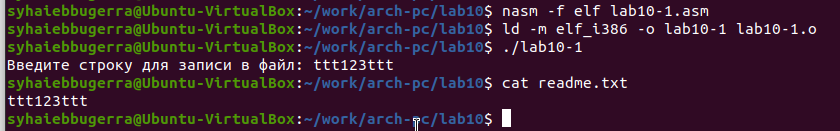 syhaiebbugerra@Ubuntu-VirtualBox:~/work/arch-pc/lab10$ nasm -f elf lab10-1.asm
syhaiebbugerra@Ubuntu-VirtualBox:~/work/arch-pc/lab10$ ld -m elf_i386 -o lab10-1 lab10-1.o
syhaiebbugerra@Ubuntu-VirtualBox:~/work/arch-pc/lab10$ ./lab10-1
Введите строку для записи в файл: ttt123ttt
syhaiebbugerra@Ubuntu-VirtualBox:~/work/arch-pc/lab10$ cat readme.txt
ttt123ttt
syhaiebbugerra@Ubuntu-VirtualBox:~/work/arch-pc/lab10$